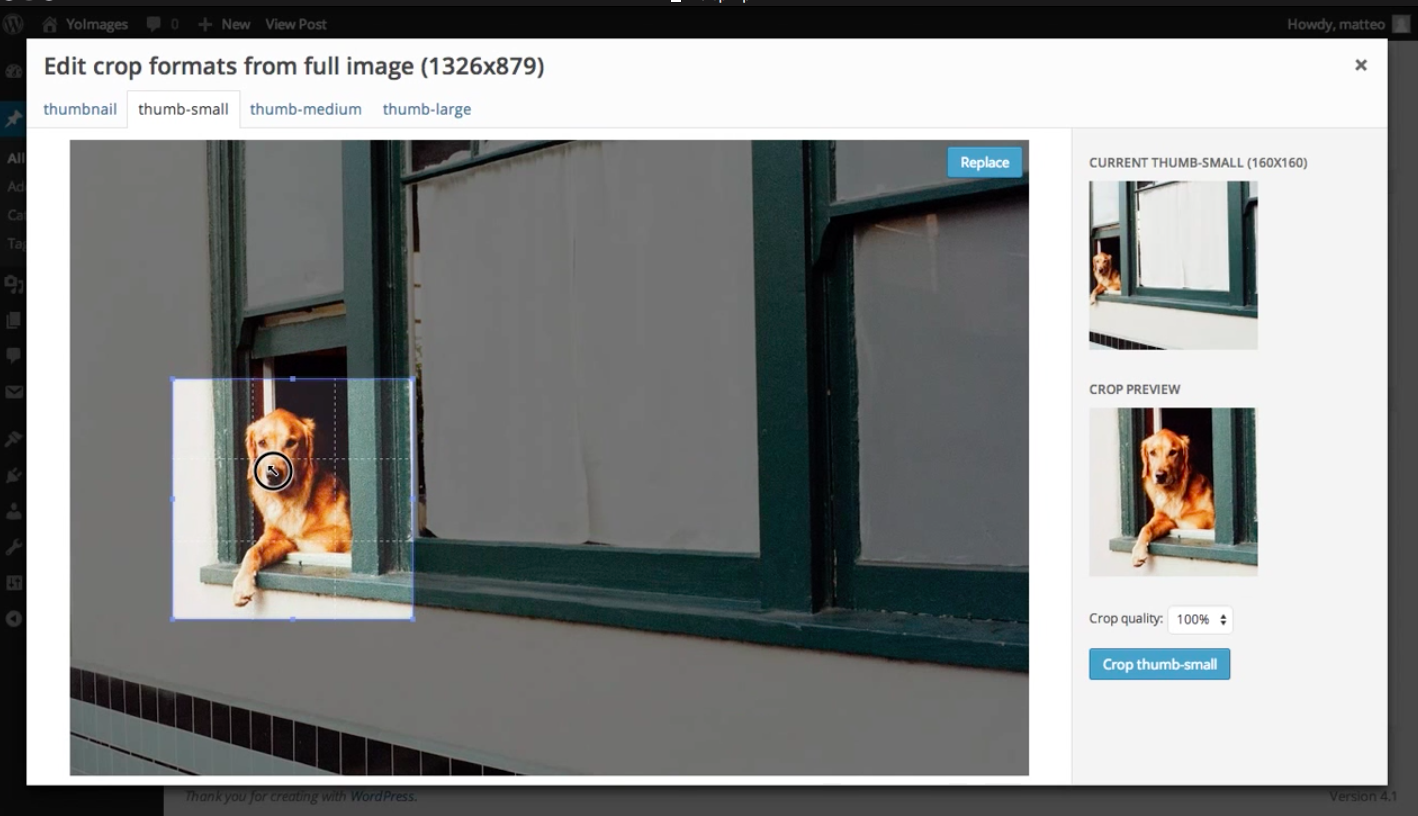 YoImages 0 New View Post Howdy, matteo
Edit crop formats from full image (1326x879) ×
thumbnail thumb-small thumb-medium thumb-large
Replace
CURRENT THUMB-SMALL (160X160)
All
CROP PREVIEW
Crop quality: 100%
Crop thumb-small
Thank you for creating with WordPress. Version 4.1